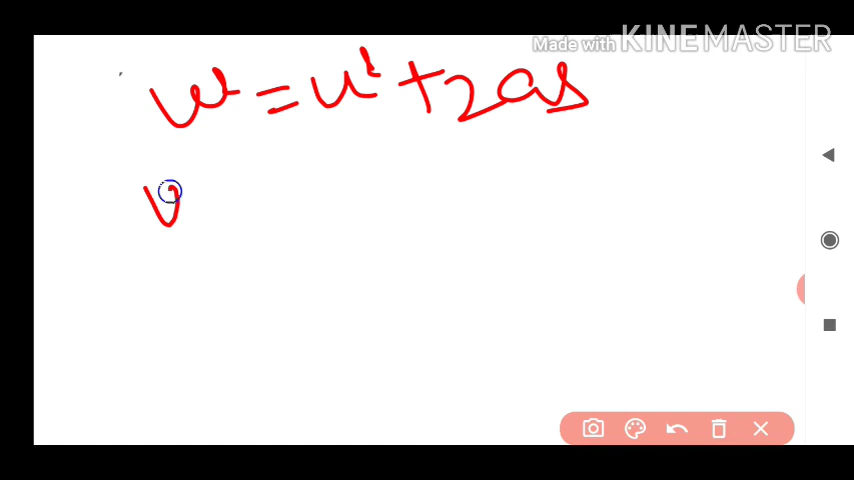 Made with KINEMASTER
v² = u² + 2as
v